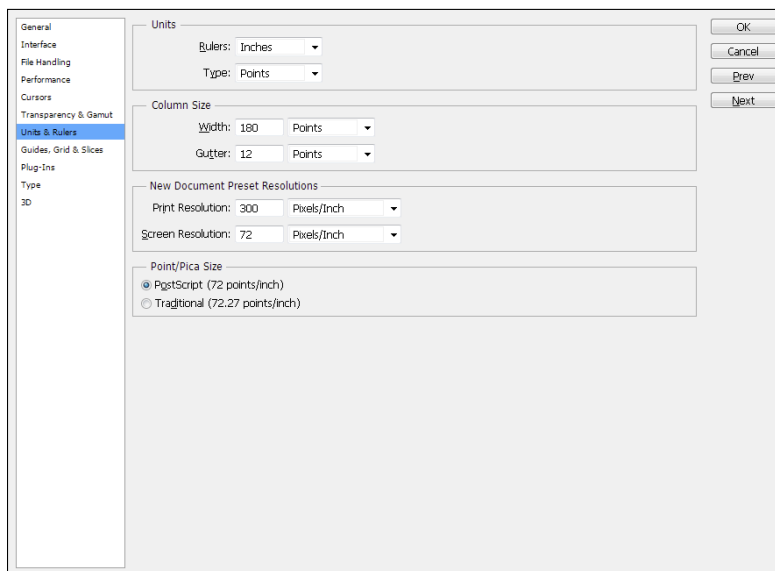 General
Interface
File Handling
Performance
Cursors
Transparency & Gamut
Units & Rulers
Guides, Grid & Slices
Plug-Ins
Type
3D
Units
Rulers: Inches
Type: Points
Column Size
Width: 180 Points
Gutter: 12 Points
New Document Preset Resolutions
Print Resolution: 300 Pixels/Inch
Screen Resolution: 72 Pixels/Inch
Point/Pica Size
PostScript (72 points/inch)
Traditional (72.27 points/inch)
OK
Cancel
Prev
Next